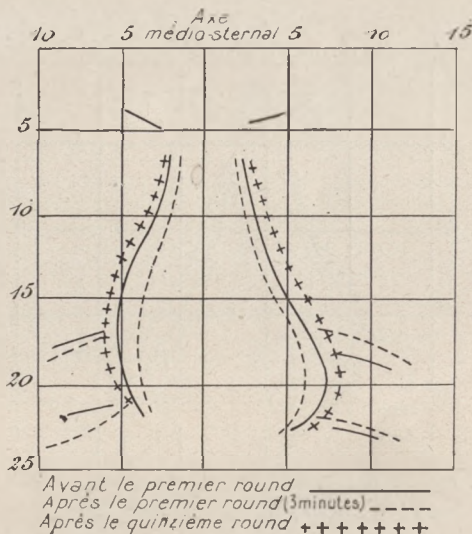 Axe
médio-sternal
10 5 5 10 15
5
10
15
20
25
Avant le premier round
Après le premier round (3 minutes)
Après le quinzième round